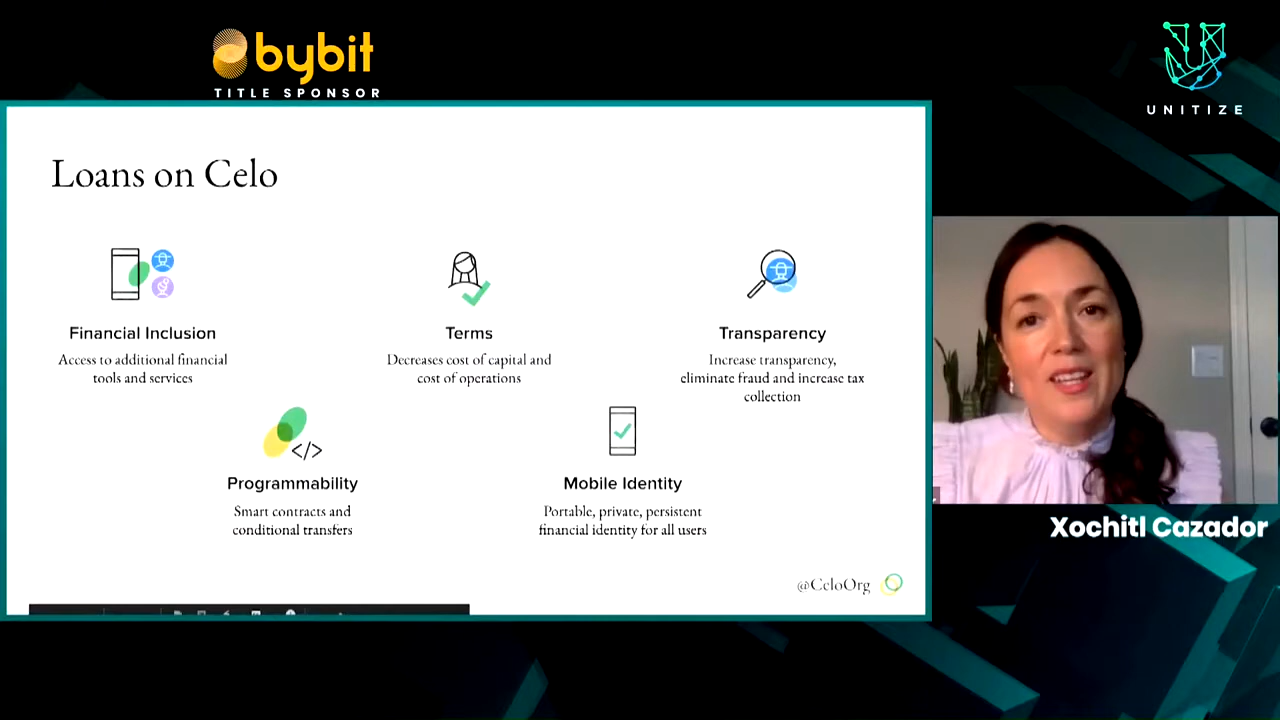 bybit
TITLE SPONSOR
UNITIZE
Loans on Celo
Financial Inclusion
Access to additional financial
tools and services
Terms
Decreases cost of capital and
cost of operations
Transparency
Increase transparency,
eliminate fraud and increase tax
collection
Programmability
Smart contracts and
conditional transfers
Mobile Identity
Portable, private, persistent
financial identity for all users
</>
@CeloOrg
Xochitl Cazador